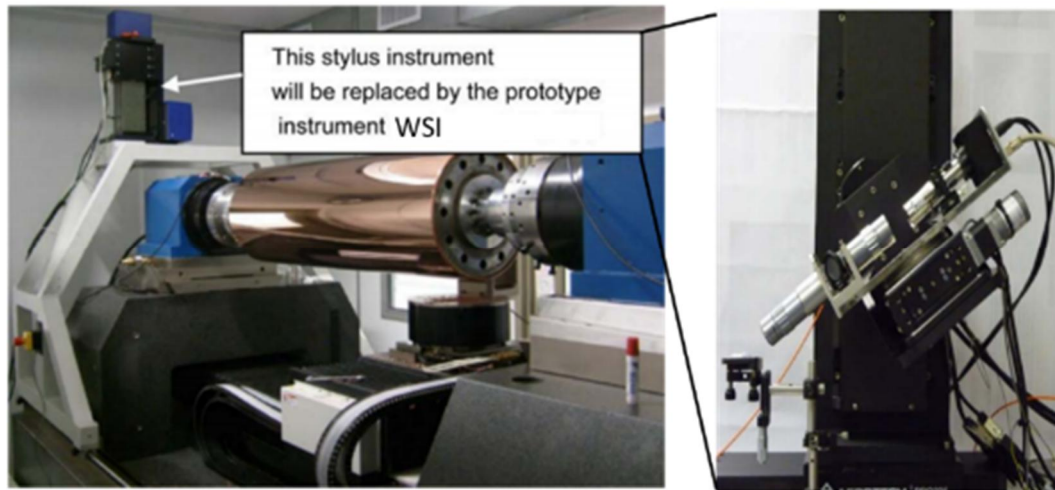 This stylus instrument
will be replaced by the prototype
instrument WSI